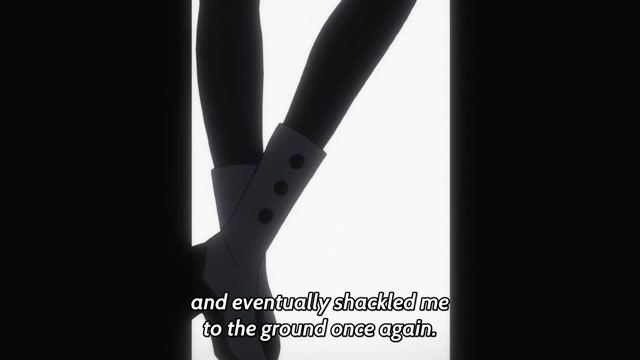 and eventually shackled me
to the ground once again.